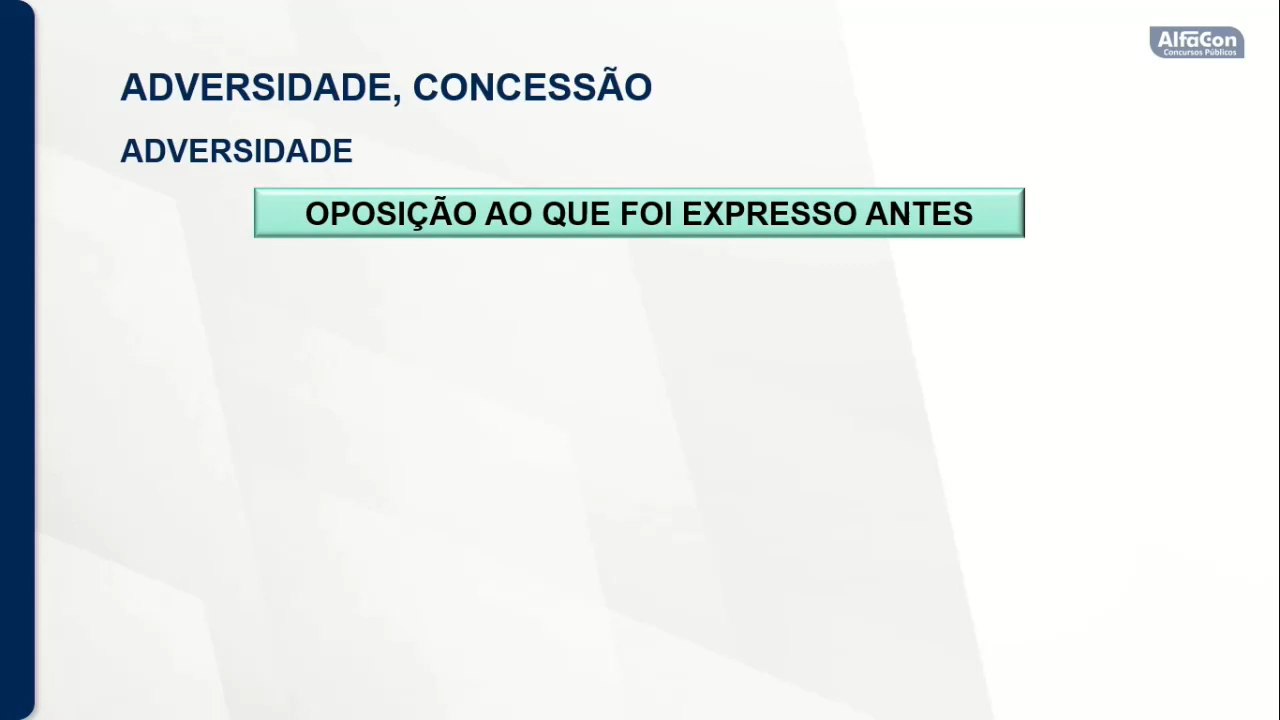 AlfaCon
Concursos Públicos
ADVERSIDADE, CONCESSÃO
ADVERSIDADE
OPOSIÇÃO AO QUE FOI EXPRESSO ANTES